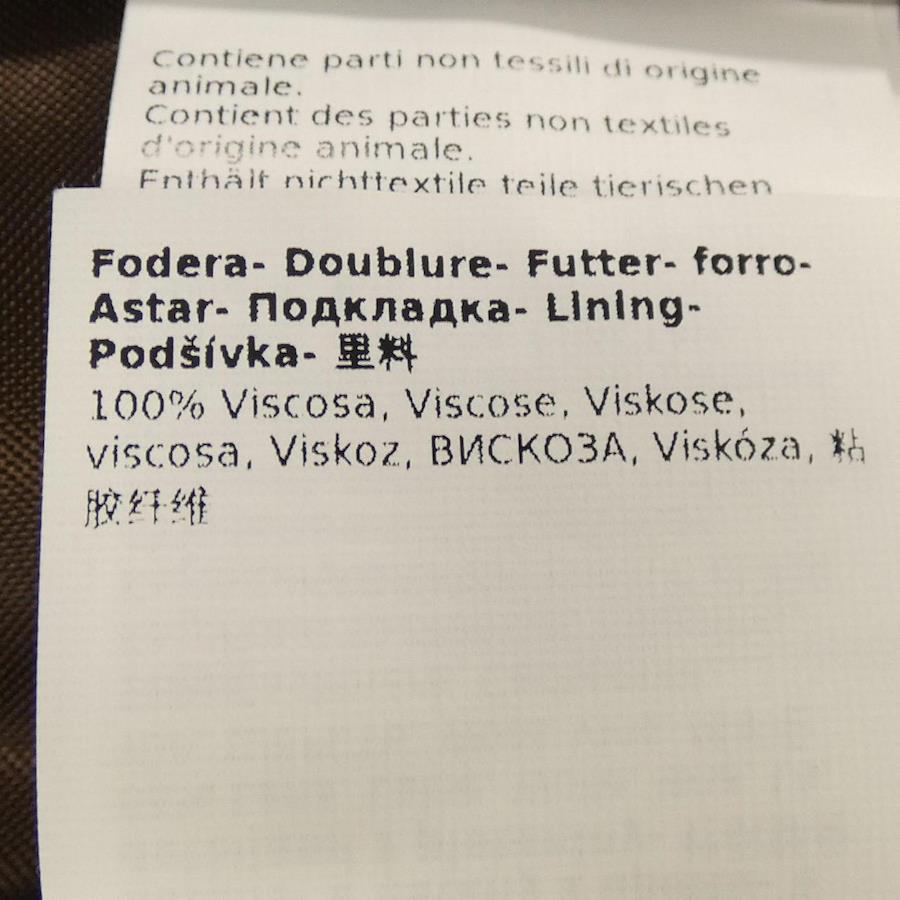 Contiene parti non tessili di origine
animale.
Contient des parties non textiles
d'origine animale.
Enthält nichttextile teile tierischen
Fodera- Doublure- Futter- forro-
Astar- Подкладка- Lining-
Podšívka- 里料
100% Viscosa, Viscose, Viskose,
viscosa, Viskoz, ВИСКОЗА, Viskóza, 粘
胶纤维